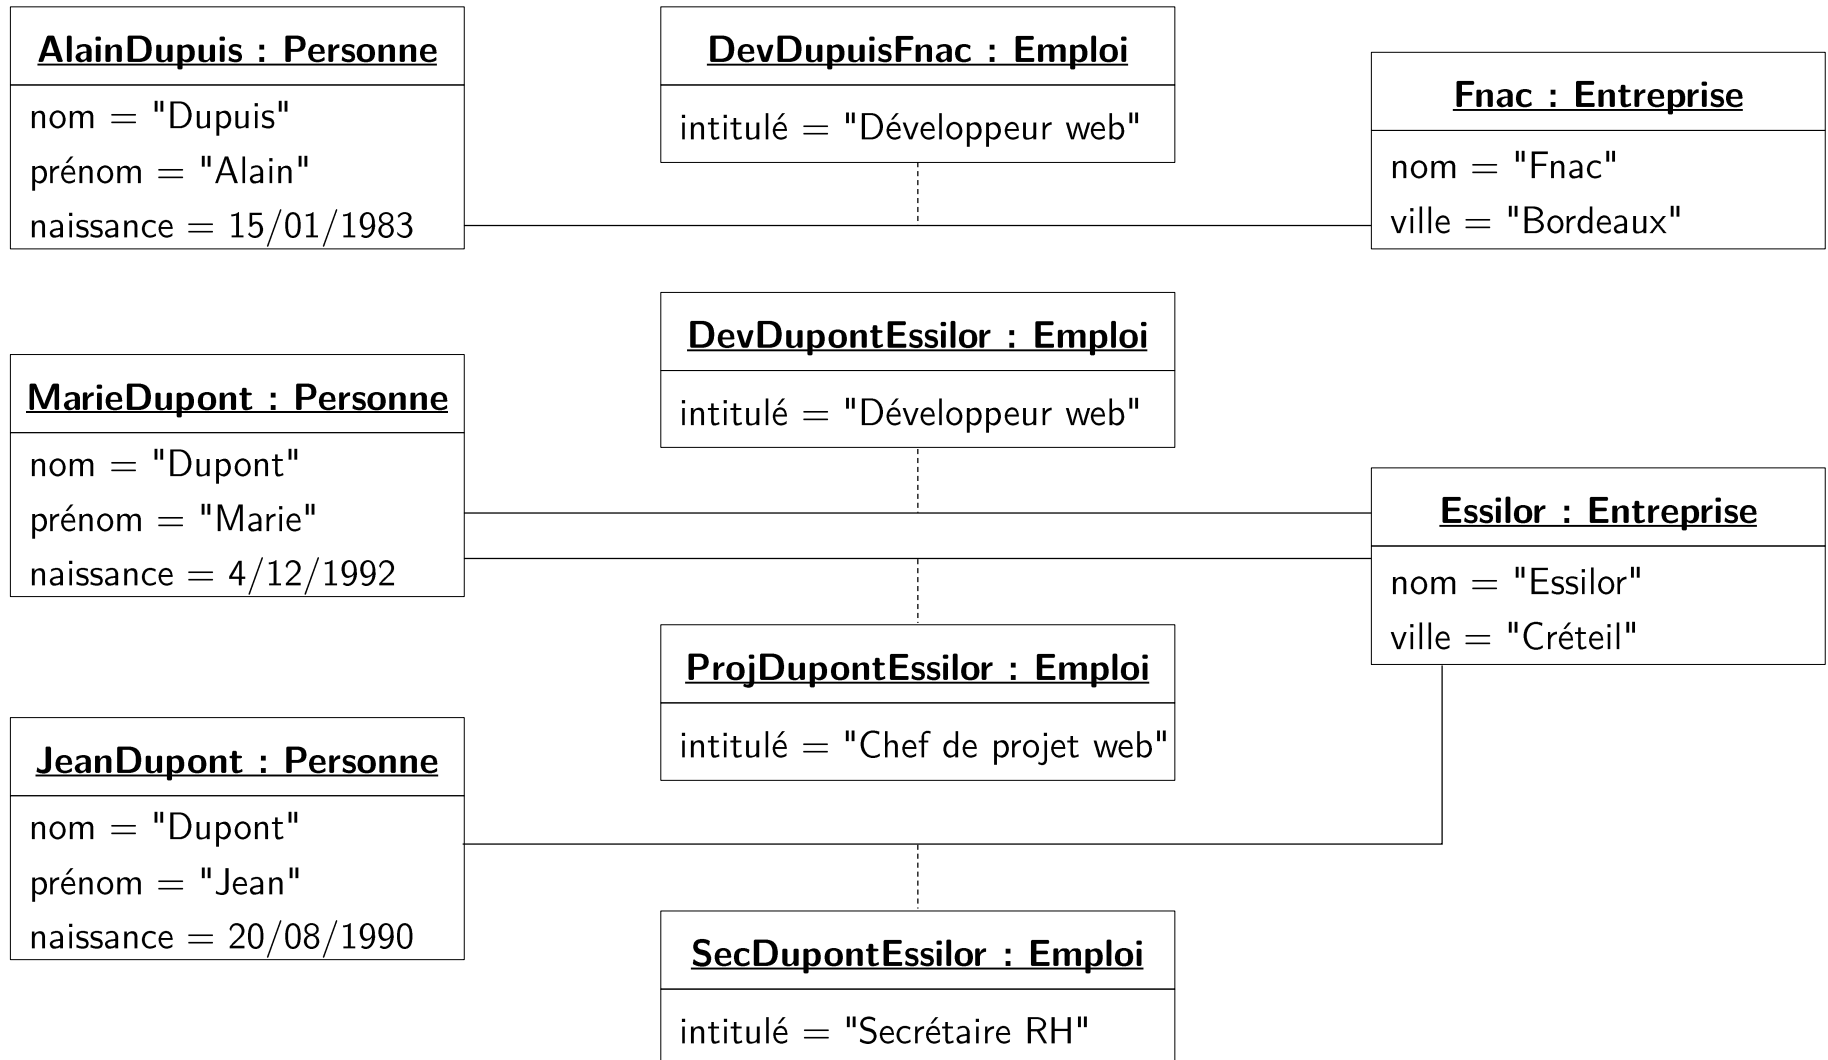 AlainDupuis : Personne
nom = "Dupuis"
prénom = "Alain"
naissance = 15/01/1983
DevDupuisFnac : Emploi
intitulé = "Développeur web"
Fnac : Entreprise
nom = "Fnac"
ville = "Bordeaux"
DevDupontEssilor : Emploi
intitulé = "Développeur web"
MarieDupont : Personne
nom = "Dupont"
prénom = "Marie"
naissance = 4/12/1992
Essilor : Entreprise
nom = "Essilor"
ville = "Créteil"
ProjDupontEssilor : Emploi
intitulé = "Chef de projet web"
JeanDupont : Personne
nom = "Dupont"
prénom = "Jean"
naissance = 20/08/1990
SecDupontEssilor : Emploi
intitulé = "Secrétaire RH"